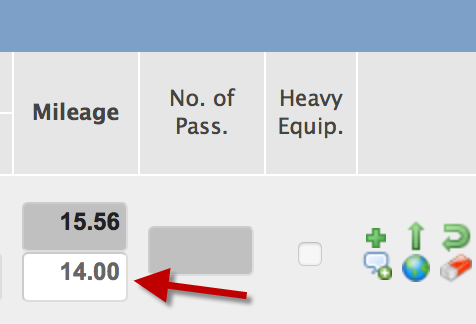 Mileage
No. of
Pass.
Heavy
Equip.
15.56
14.00